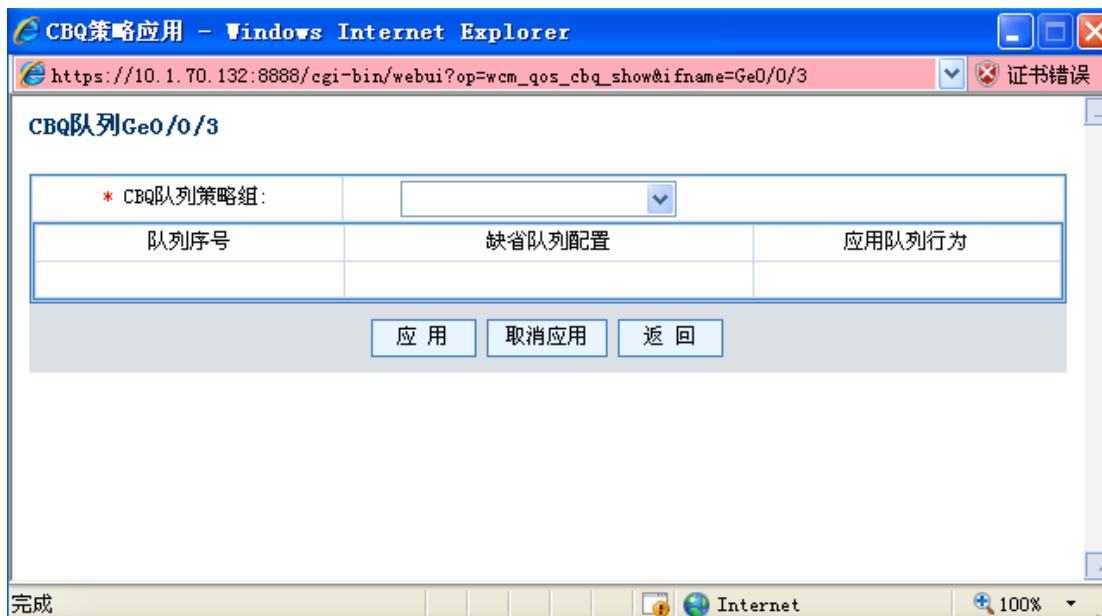 CBQ策略应用 - Windows Internet Explorer
https://10.1.70.132:8888/cgi-bin/webui?op=wcm_qos_cbq_show&ifname=Ge0/0/3 证书错误
CBQ队列Ge0/0/3
* CBQ队列策略组:
队列序号 缺省队列配置 应用队列行为
应 用 取消应用 返 回
完成 Internet 100%